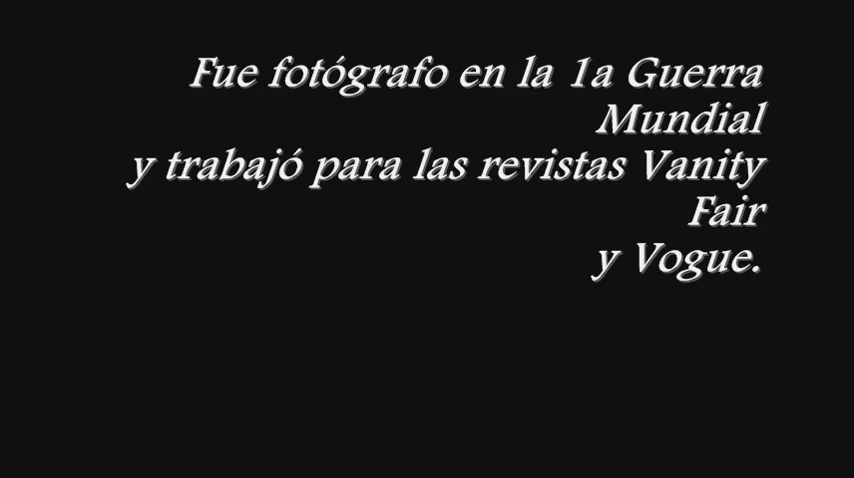 Fue fotógrafo en la 1a Guerra
Mundial
y trabajó para las revistas Vanity
Fair
y Vogue.